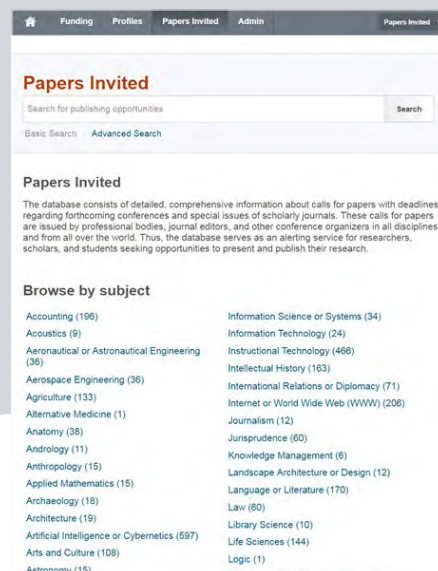 Funding Profiles Papers Invited Admin Papers Invited
Papers Invited
Search for publishing opportunities Search
Basic Search Advanced Search
Papers Invited
The database consists of detailed, comprehensive information about calls for papers with deadlines
regarding forthcoming conferences and special issues of scholarly journals. These calls for papers
are issued by professional bodies, journal editors, and other conference organizers in all disciplines
and from all over the world. Thus, the database serves as an alerting service for researchers,
scholars, and students seeking opportunities to present and publish their research.
Browse by subject
Accounting (196)
Acoustics (9)
Aeronautical or Astronautical Engineering
(36)
Aerospace Engineering (36)
Agriculture (133)
Alternative Medicine (1)
Anatomy (38)
Andrology (11)
Anthropology (15)
Applied Mathematics (15)
Archaeology (18)
Architecture (19)
Artificial Intelligence or Cybernetics (597)
Arts and Culture (108)
Astronomy (15)
Information Science or Systems (34)
Information Technology (24)
Instructional Technology (466)
Intellectual History (163)
International Relations or Diplomacy (71)
Internet or World Wide Web (WWW) (206)
Journalism (12)
Jurisprudence (60)
Knowledge Management (6)
Landscape Architecture or Design (12)
Language or Literature (170)
Law (60)
Library Science (10)
Life Sciences (144)
Logic (1)